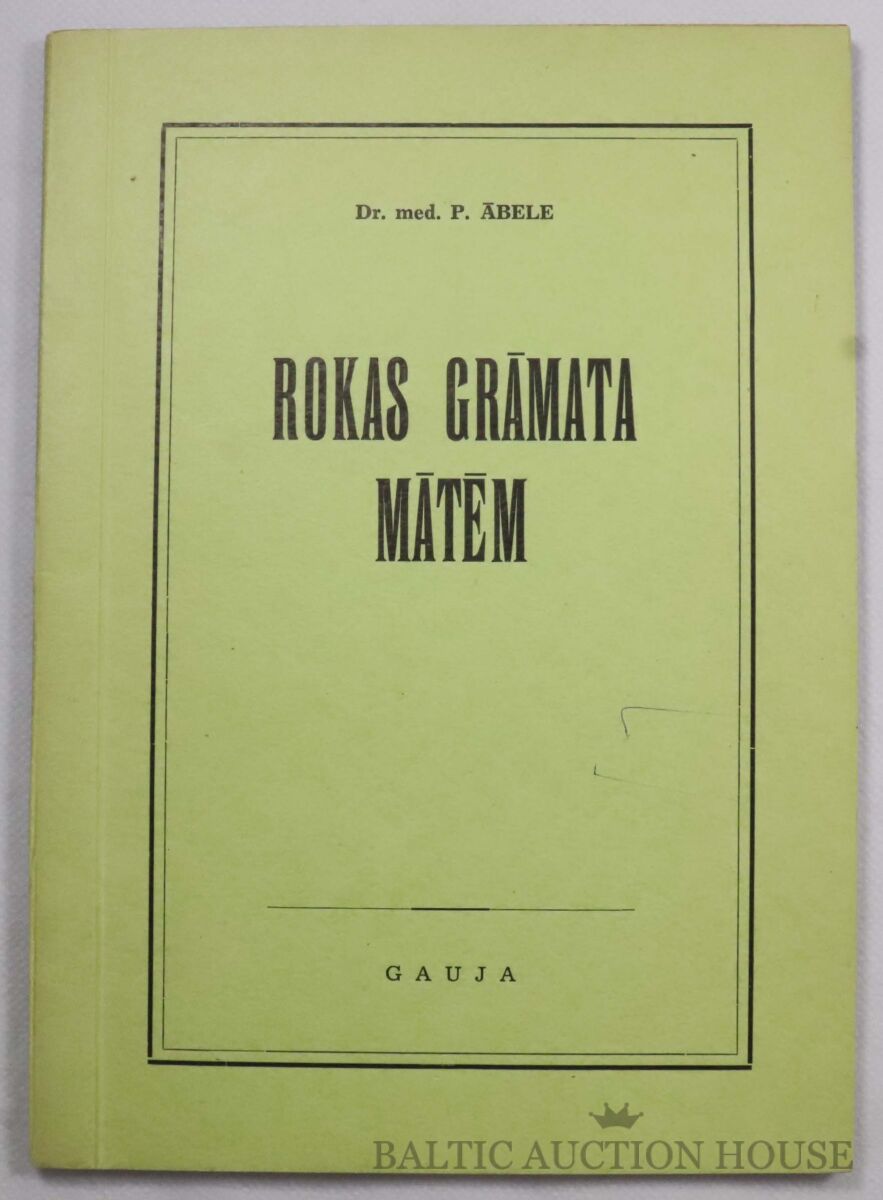 Dr. med. P. ĀBELE
ROKAS GRĀMATA
MĀTĒM
GAUJA
BALTIC AUCTION HOUSE